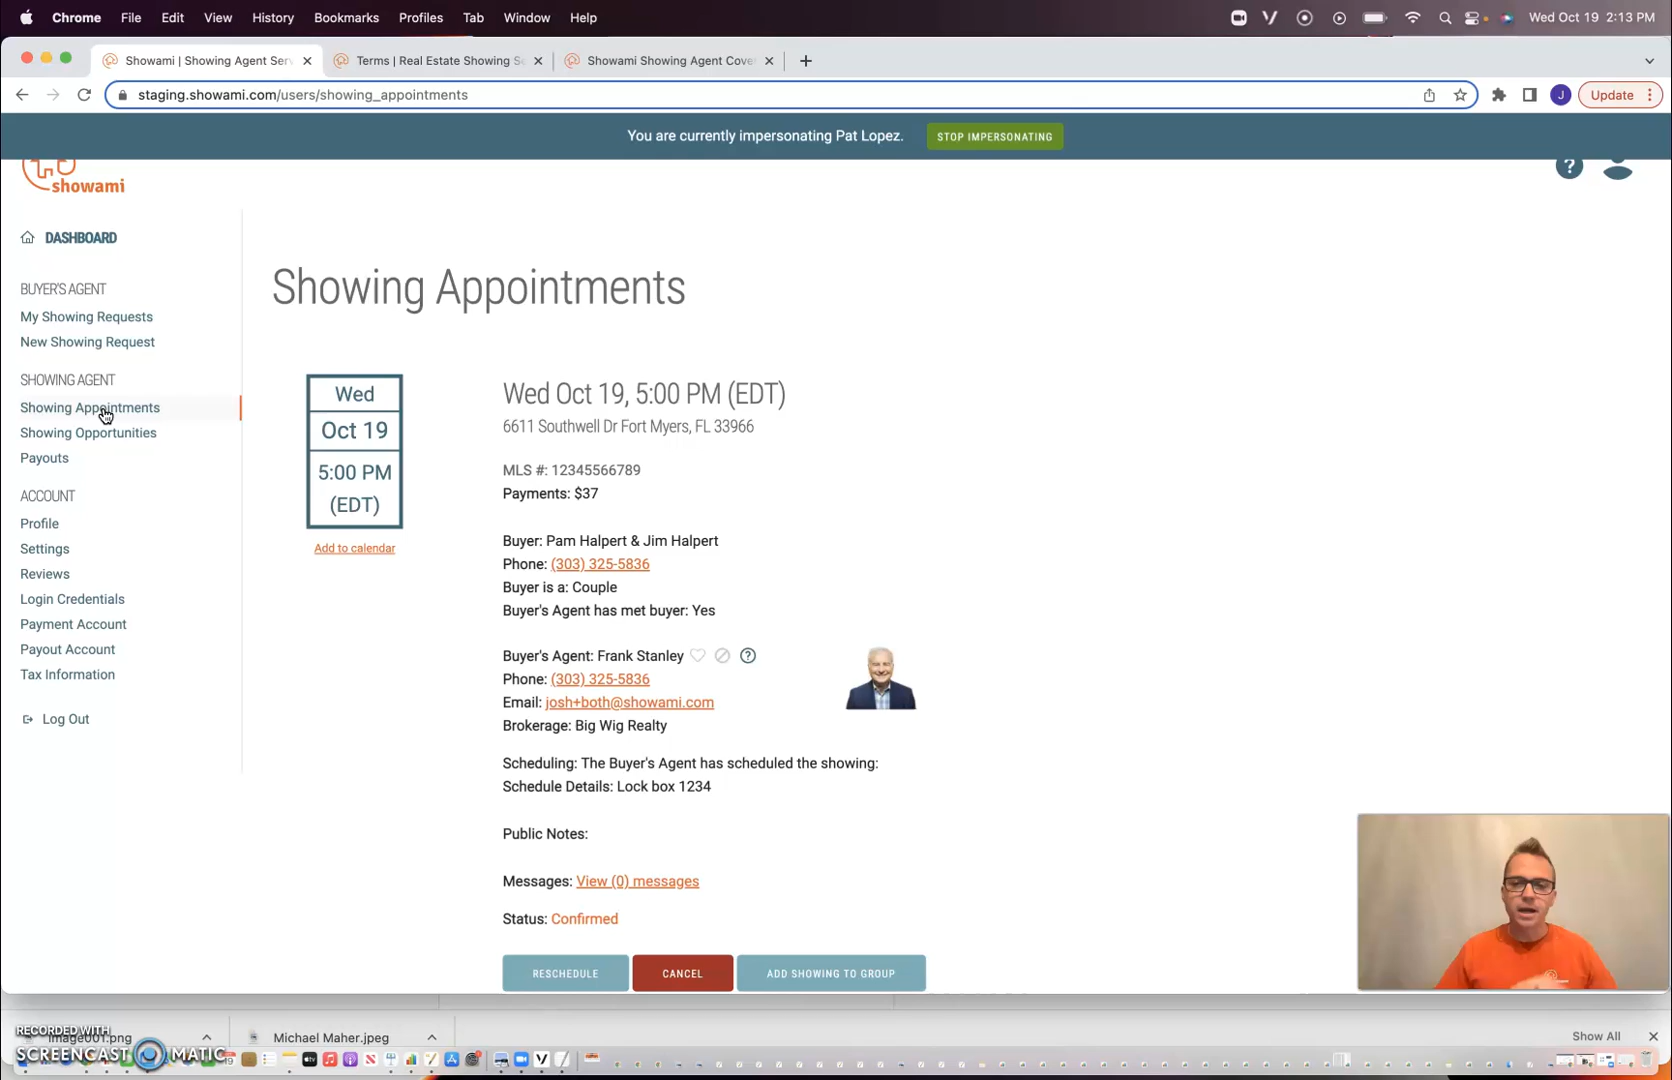 Chrome File Edit View History Bookmarks Profiles Tab Window Help Wed Oct 19 2:13 PM
Showami | Showing Agent Serv Terms | Real Estate Showing Se Showami Showing Agent Cove
staging.showami.com/users/showing_appointments Update
You are currently impersonating Pat Lopez. STOP IMPERSONATING
showami
DASHBOARD
BUYER'S AGENT
My Showing Requests
New Showing Request
SHOWING AGENT
Showing Appointments
Showing Opportunities
Payouts
ACCOUNT
Profile
Settings
Reviews
Login Credentials
Payment Account
Payout Account
Tax Information
Log Out
Showing Appointments
Wed
Oct 19
5:00 PM
(EDT)
Add to calendar
Wed Oct 19, 5:00 PM (EDT)
6611 Southwell Dr Fort Myers, FL 33966
MLS #: 12345566789
Payments: $37
Buyer: Pam Halpert & Jim Halpert
Phone: (303) 325-5836
Buyer is a: Couple
Buyer's Agent has met buyer: Yes
Buyer's Agent: Frank Stanley
Phone: (303) 325-5836
Email: josh+both@showami.com
Brokerage: Big Wig Realty
Scheduling: The Buyer's Agent has scheduled the showing:
Schedule Details: Lock box 1234
Public Notes:
Messages: View (0) messages
Status: Confirmed
RESCHEDULE CANCEL ADD SHOWING TO GROUP
image001.png Michael Maher.jpeg Show All
RECORDED WITH
SCREENCAST MATIC